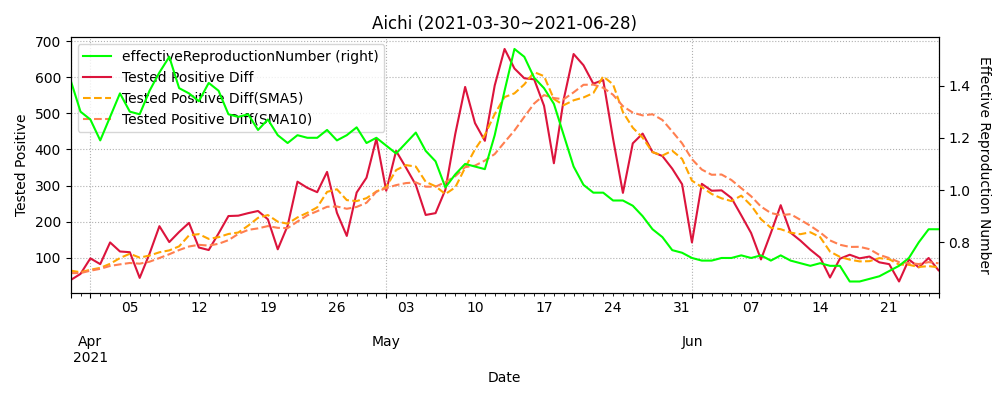 Aichi (2021-03-30~2021-06-28)
effectiveReproductionNumber (right)
Tested Positive Diff
Tested Positive Diff(SMA5)
Tested Positive Diff(SMA10)
Tested Positive
700
600
500
400
300
200
100
Effective Reproduction Number
1.4
1.2
1.0
0.8
05 12 19 26 03 10 17 24 31 07 14 21
Apr May Jun
2021
Date